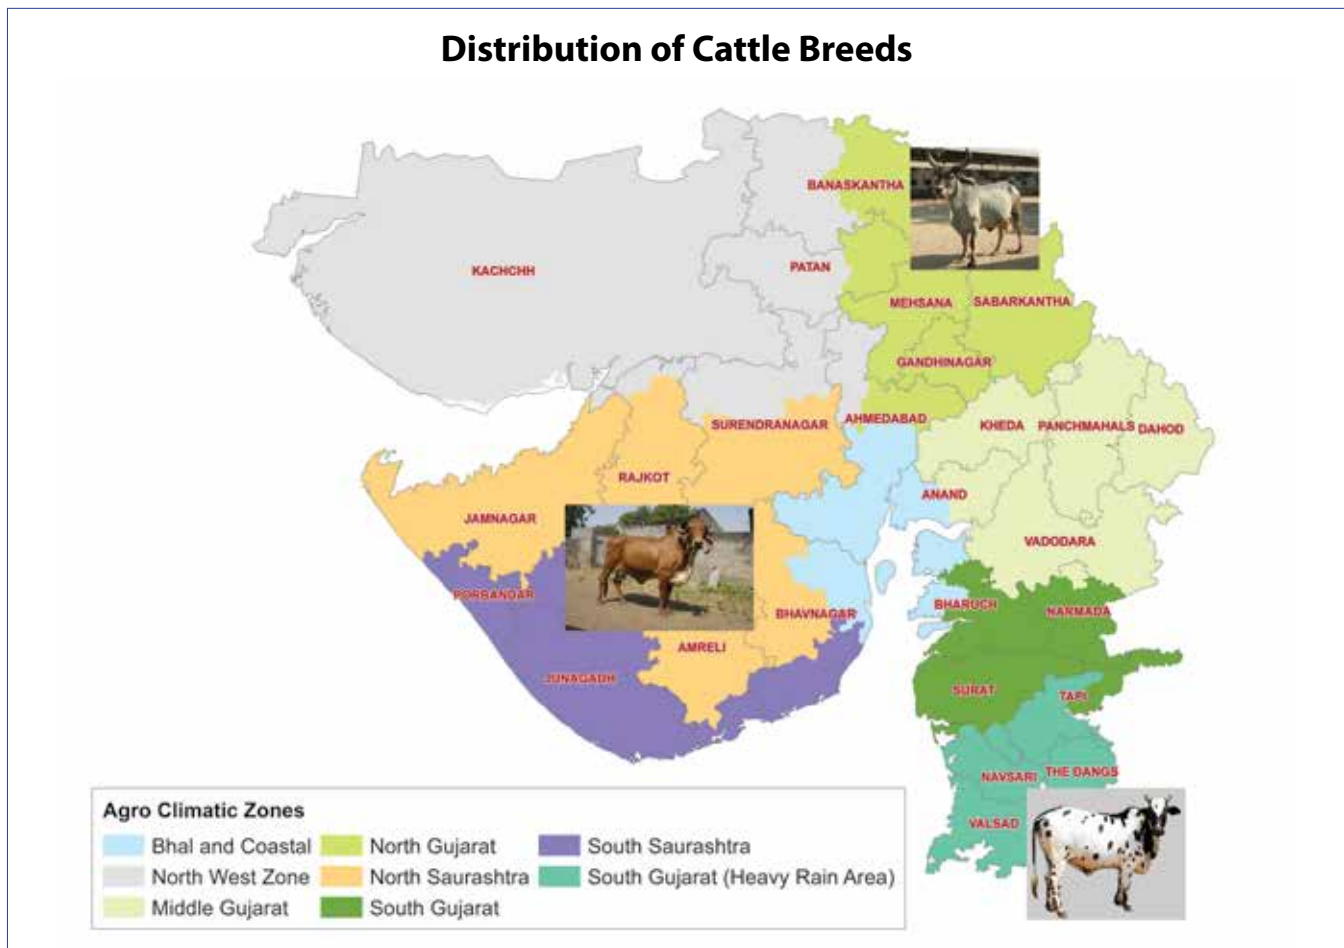 Distribution of Cattle Breeds
BANASKANTHA
KACHCHH
PATAN
MEHSANA
SABARKANTHA
GANDHINAGAR
SURENDRANAGAR
AHMEDABAD
KHEDA
PANCHMAHALS
DAHOD
RAJKOT
ANAND
JAMNAGAR
VADODARA
PORBANDAR
BHAVNAGAR
BHARUCH
NARMADA
AMRELI
JUNAGADH
SURAT
TAPI
NAVSARI
THE DANGS
VALSAD
Agro Climatic Zones
Bhal and Coastal
North Gujarat
South Saurashtra
North West Zone
North Saurashtra
South Gujarat (Heavy Rain Area)
Middle Gujarat
South Gujarat